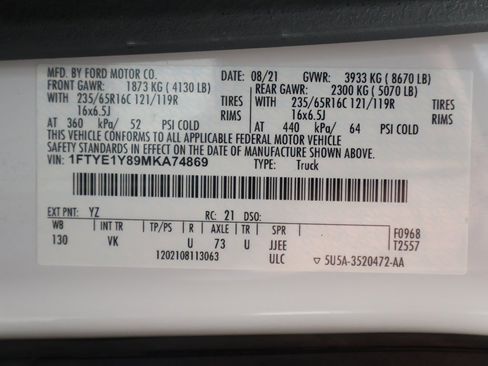 MFD. BY FORD MOTOR CO. DATE: 08/21 GVWR: 3933 KG ( 8670 LB)
FRONT GAWR: 1873 KG ( 4130 LB) REAR GAWR: 2300 KG ( 5070 LB)
WITH 235/65R16C 121/119R TIRES WITH 235/65R16C 121/119R TIRES
16x6.5J RIMS 16x6.5J RIMS
AT 360 kPa/ 52 PSI COLD AT 440 kPa/ 64 PSI COLD
THIS VEHICLE CONFORMS TO ALL APPLICABLE FEDERAL MOTOR VEHICLE
SAFETY STANDARDS IN EFFECT ON THE DATE OF MANUFACTURE SHOWN ABOVE.
VIN: 1FTYE1Y89MKA74869 TYPE: Truck
EXT PNT: YZ RC: 21 DSO:
WB INT TR TP/PS R AXLE TR SPR F0968
130 VK U 73 U JJEE T2557
1202108113063 ULC ▽ 5U5A-3520472-AA